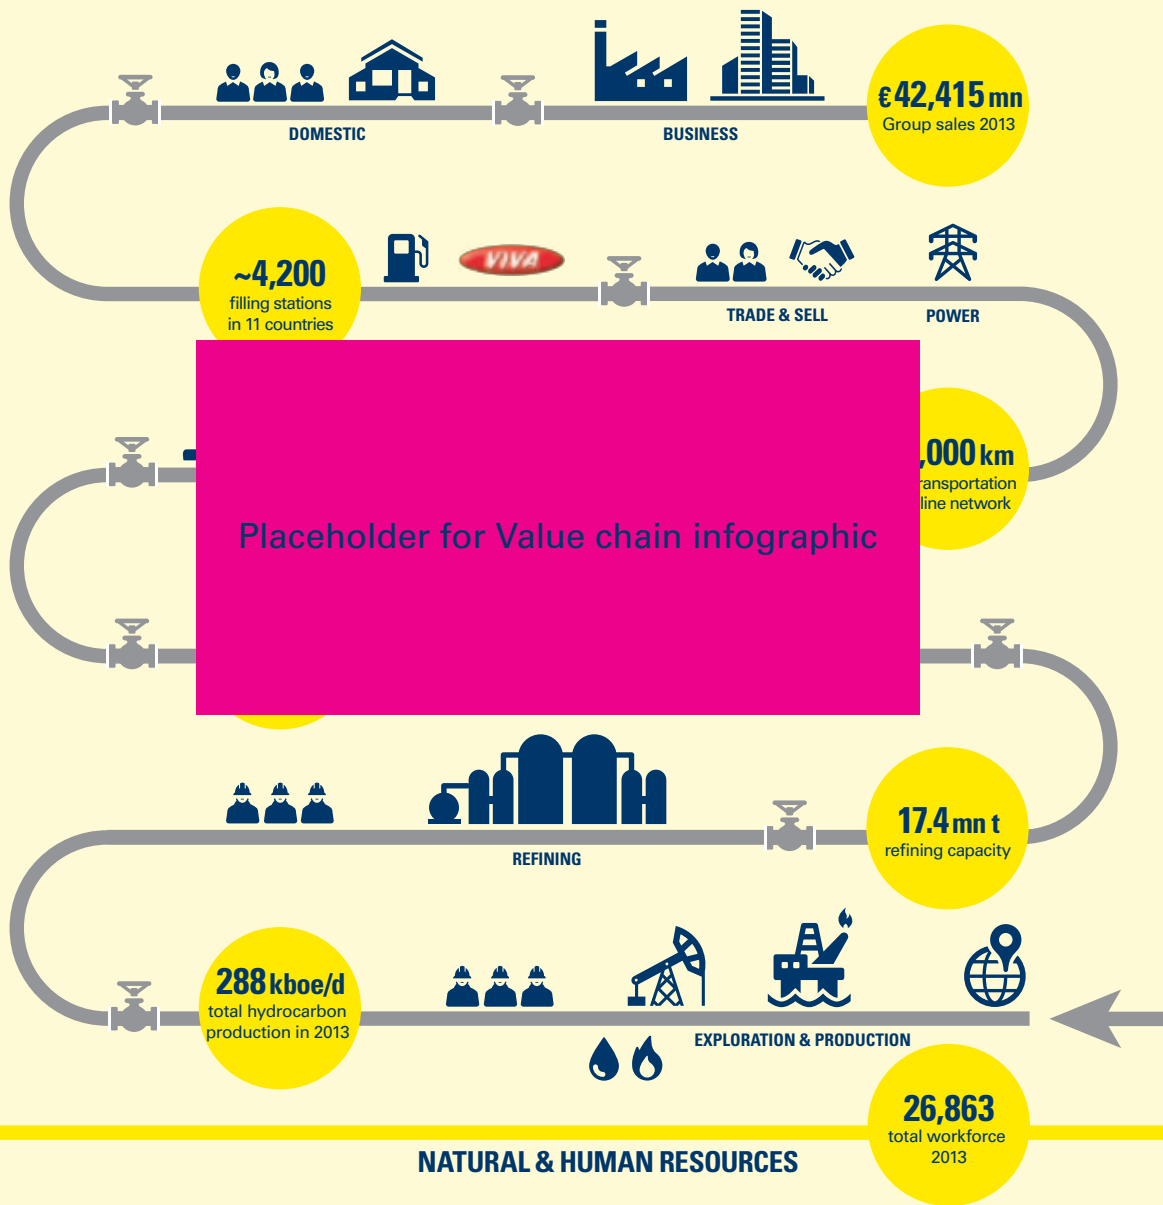 € 42,415 mn
Group sales 2013
DOMESTIC
BUSINESS
~4,200
filling stations
in 11 countries
VIVA
TRADE & SELL
POWER
,000 km
line network
Placeholder for Value chain infographic
17.4 mn t
refining capacity
REFINING
288 kboe/d
total hydrocarbon
production in 2013
EXPLORATION & PRODUCTION
26,863
total workforce
2013
NATURAL & HUMAN RESOURCES